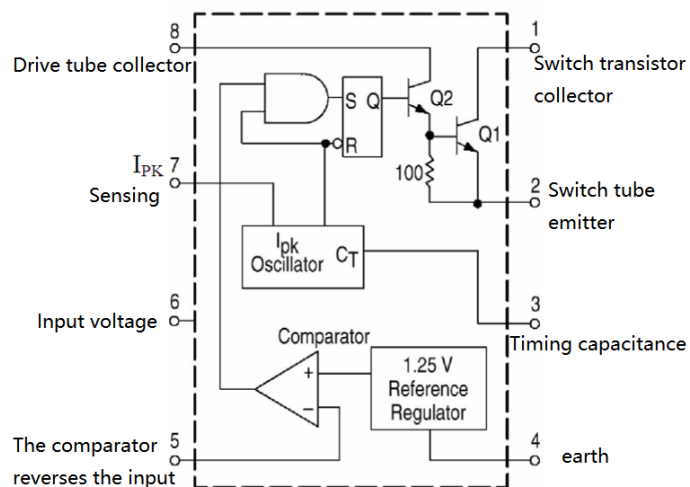 8
1
Drive tube collector
Switch transistor
collector
S Q
Q2
Q1
R
I_PK 7
Sensing
100
2
Switch tube
emitter
Ipk
Oscillator
CT
6
Input voltage
3
Timing capacitance
Comparator
+
−
1.25 V
Reference
Regulator
The comparator
reverses the input
5
4
earth